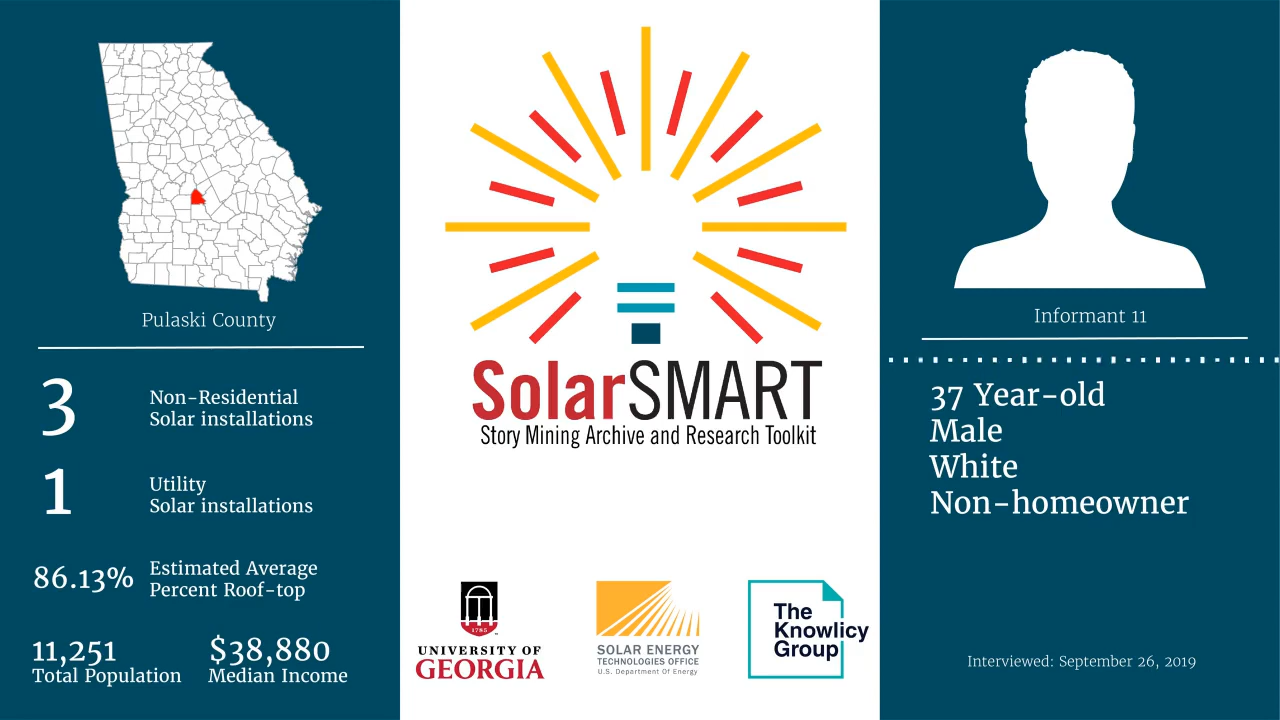 Pulaski County
3
Non-Residential
Solar installations
1
Utility
Solar installations
86.13%
Estimated Average
Percent Roof-top
11,251
Total Population
$38,880
Median Income
SolarSMART
Story Mining Archive and Research Toolkit
1785
UNIVERSITY OF
GEORGIA
SOLAR ENERGY
TECHNOLOGIES OFFICE
U.S. Department Of Energy
The
Knowlicy
Group
Informant 11
37 Year-old
Male
White
Non-homeowner
Interviewed: September 26, 2019